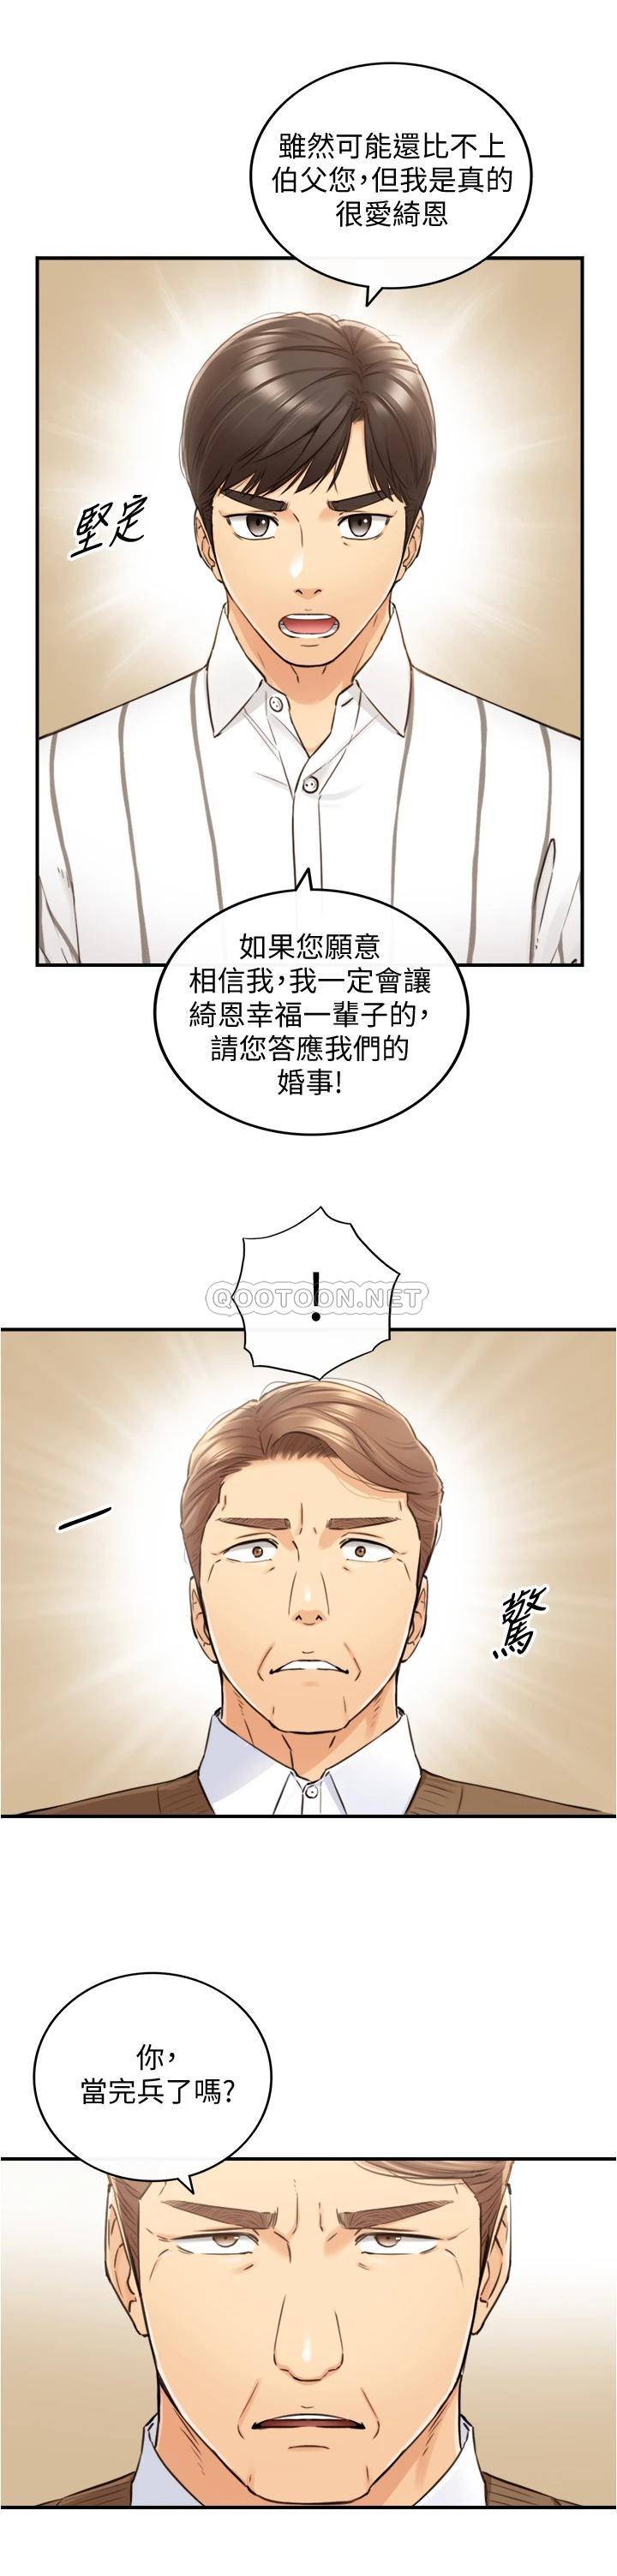 雖然可能還比不上
伯父您，但我是真的
很愛綺恩
堅定
如果您願意
相信我，我一定會讓
綺恩幸福一輩子的，
請您答應我們的
婚事!
!
QOOTOON.NET
驚
你，
當完兵了嗎?